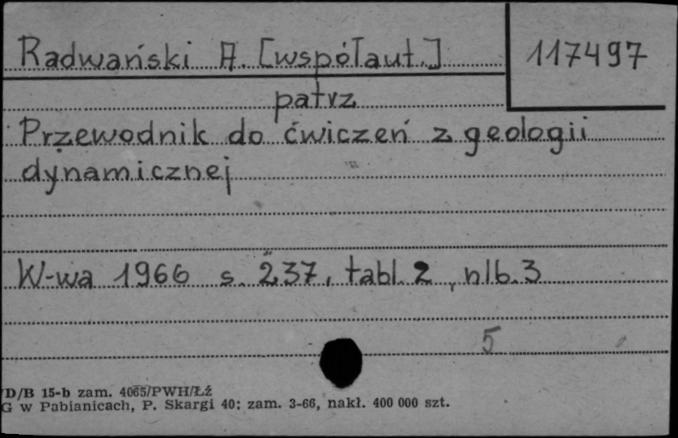 Radwański A. [współaut.]
117497
patrz
Przewodnik do ćwiczeń z geologii
dynamicznej
W-wa 1966 s. 237, tabl. 2, nlb. 3
5
D/B 15-b zam. 4065/PWH/Łź
G w Pabianicach, P. Skargi 40; zam. 3-66, nakł. 400 000 szt.